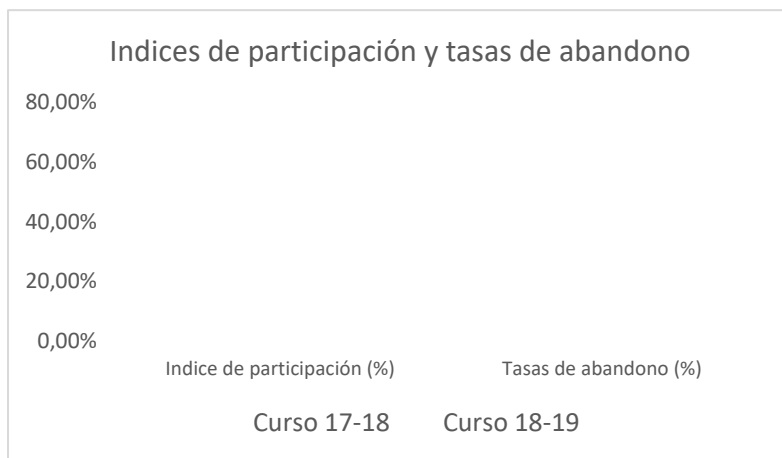 Indices de participación y tasas de abandono
80,00%
60,00%
40,00%
20,00%
0,00%
Indice de participación (%) Tasas de abandono (%)
Curso 17-18 Curso 18-19